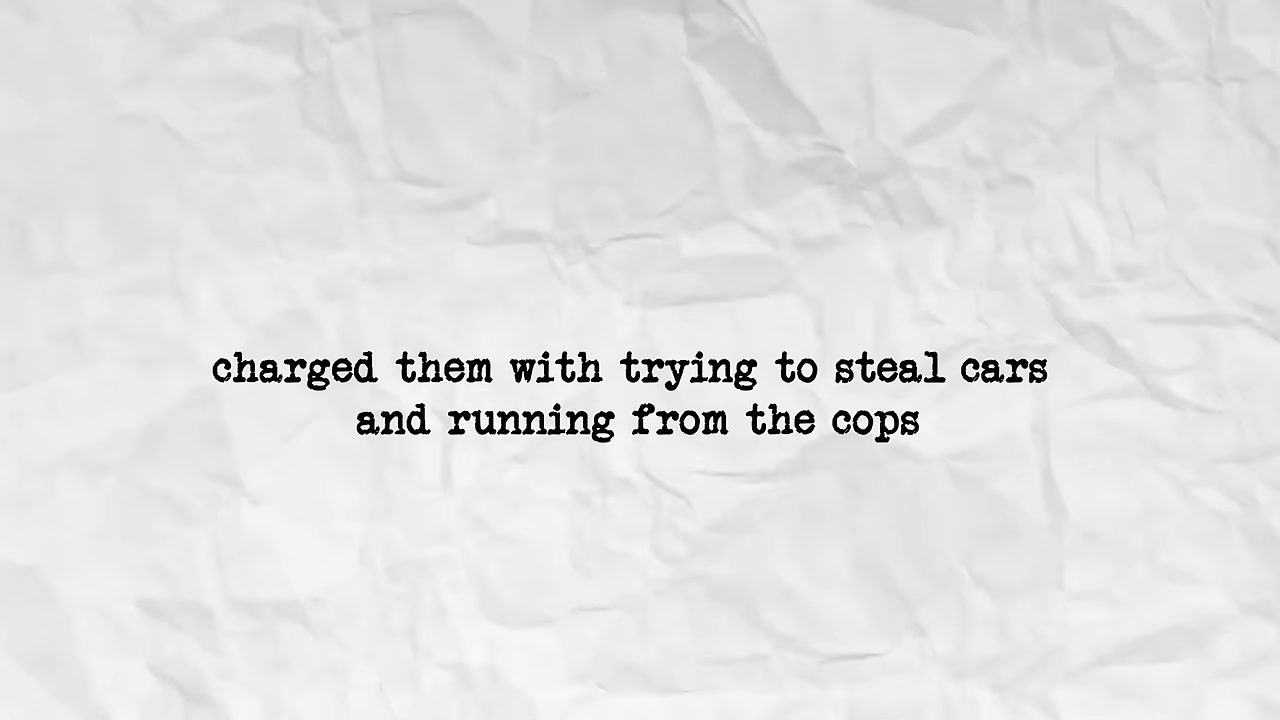 charged them with trying to steal cars
and running from the cops